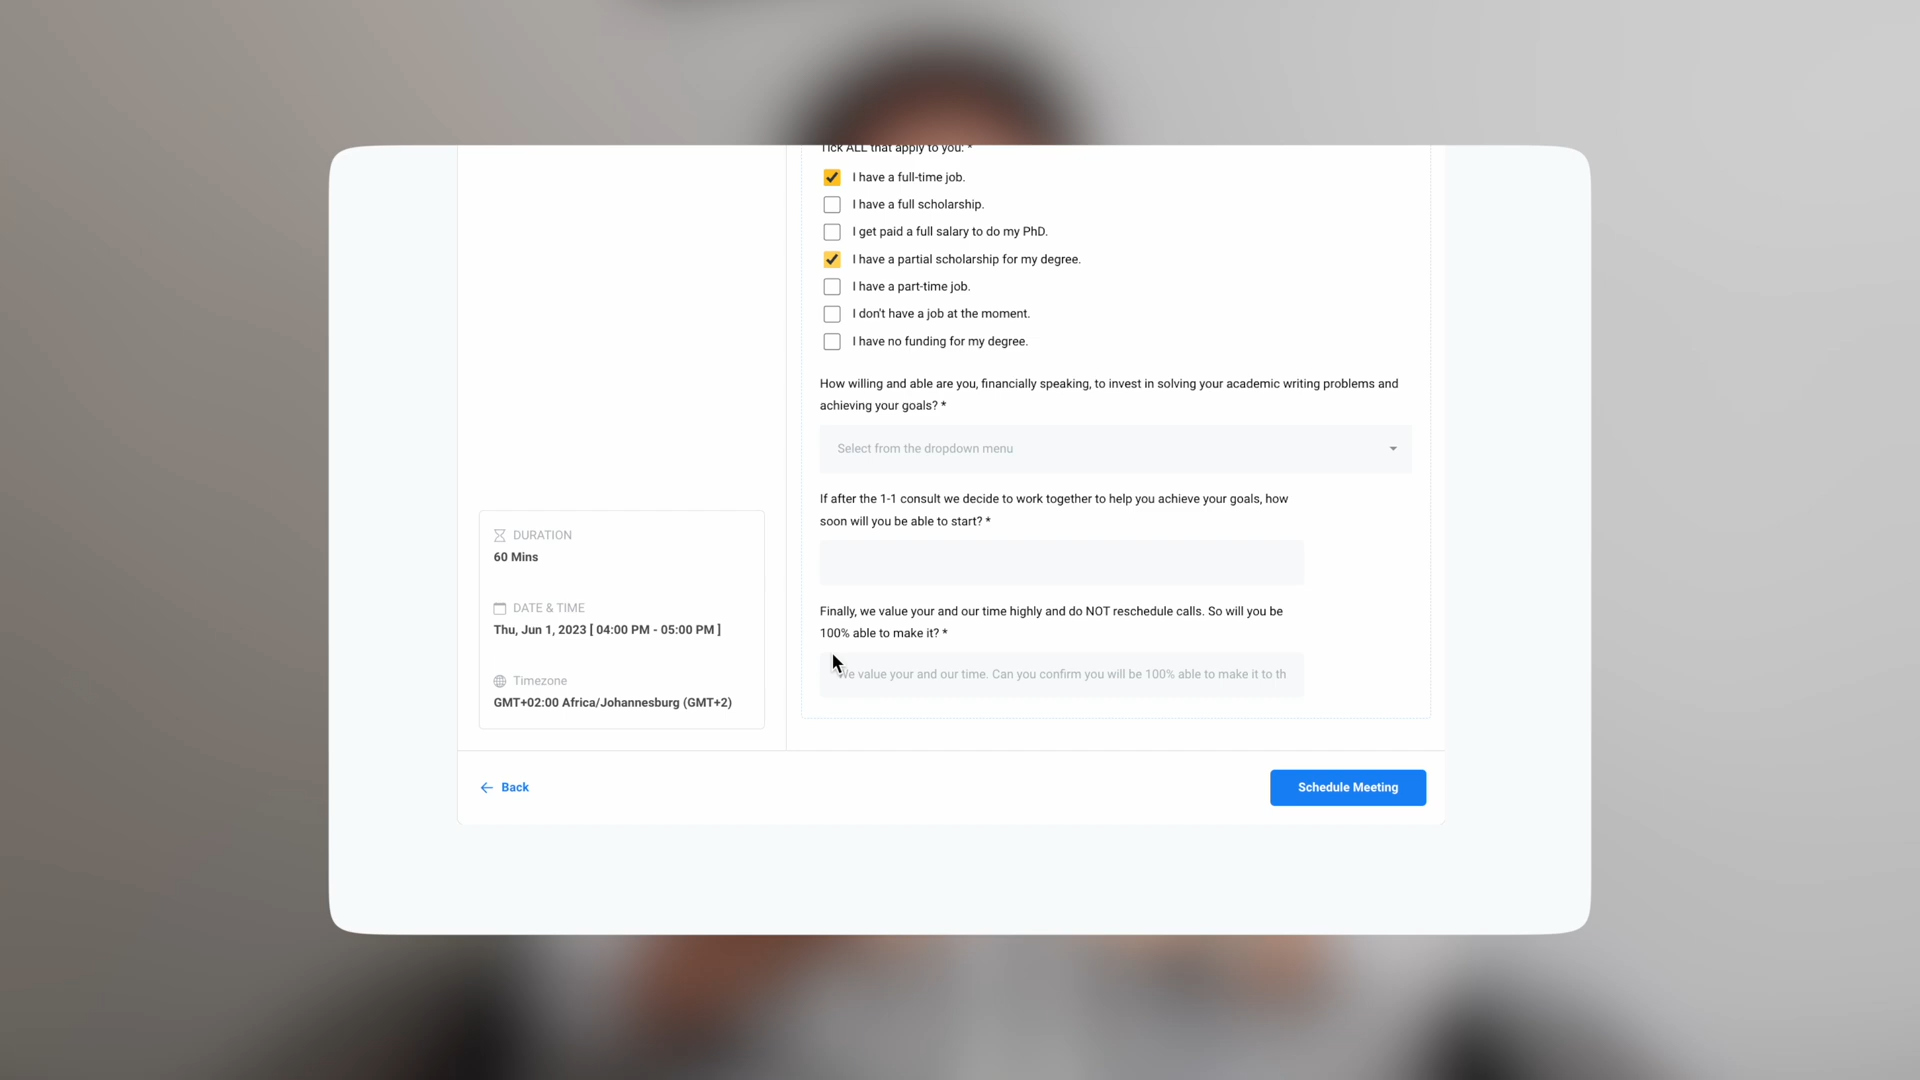 Tick ALL that apply to you: *
I have a full-time job.
I have a full scholarship.
I get paid a full salary to do my PhD.
I have a partial scholarship for my degree.
I have a part-time job.
I don't have a job at the moment.
I have no funding for my degree.
How willing and able are you, financially speaking, to invest in solving your academic writing problems and
achieving your goals? *
Select from the dropdown menu
If after the 1-1 consult we decide to work together to help you achieve your goals, how
soon will you be able to start? *
Finally, we value your and our time highly and do NOT reschedule calls. So will you be
100% able to make it? *
We value your and our time. Can you confirm you will be 100% able to make it to th
DURATION
60 Mins
DATE & TIME
Thu, Jun 1, 2023 [ 04:00 PM - 05:00 PM ]
Timezone
GMT+02:00 Africa/Johannesburg (GMT+2)
Back
Schedule Meeting